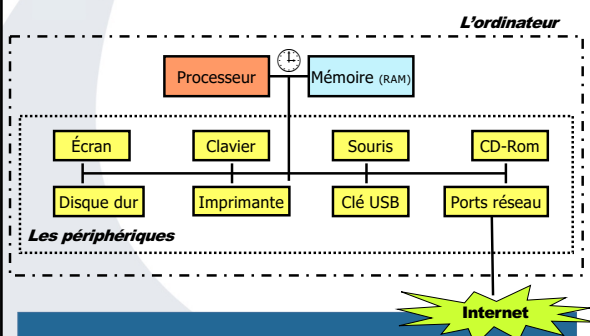 L'ordinateur
Processeur
Mémoire (RAM)
Écran
Clavier
Souris
CD-Rom
Disque dur
Imprimante
Clé USB
Ports réseau
Les périphériques
Internet